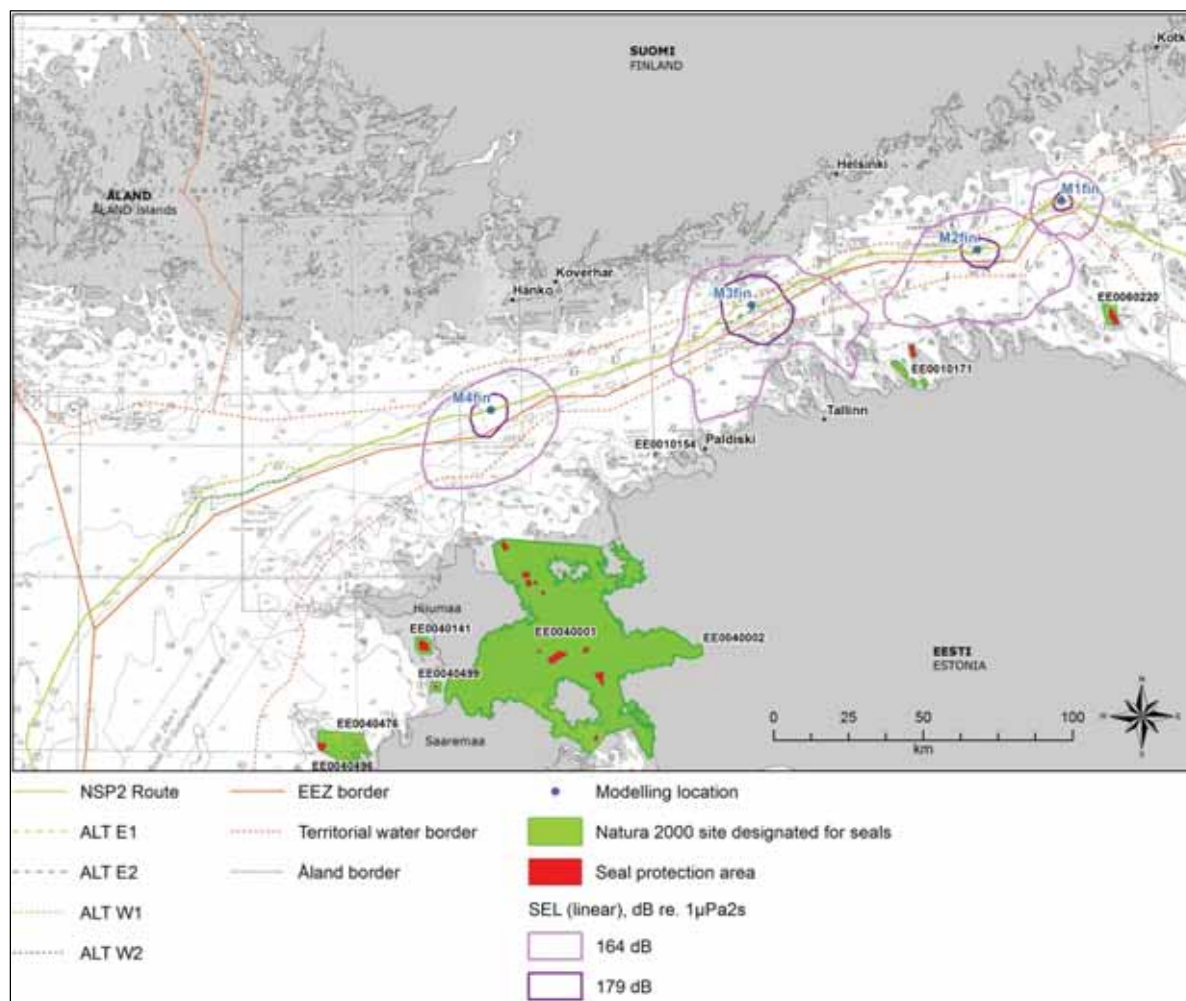 SUOMI
FINLAND
Kotk
Helsinki
ÅLAND
ÅLAND Islands
M1fin
M2fin
Koverhar
Hanko
M3fin
EE0060220
EE0010171
M4fin
Tallinn
EE0010154
Paldiski
Hiiumaa
EE0040141
EE0040001
EE0040002
EESTI
ESTONIA
EE0040499
EE0040476
Saaremaa
EE0040496
0 25 50 100
km
N
NSP2 Route
ALT E1
ALT E2
ALT W1
ALT W2
EEZ border
Territorial water border
Åland border
Modelling location
Natura 2000 site designated for seals
Seal protection area
SEL (linear), dB re. 1µPa2s
164 dB
179 dB